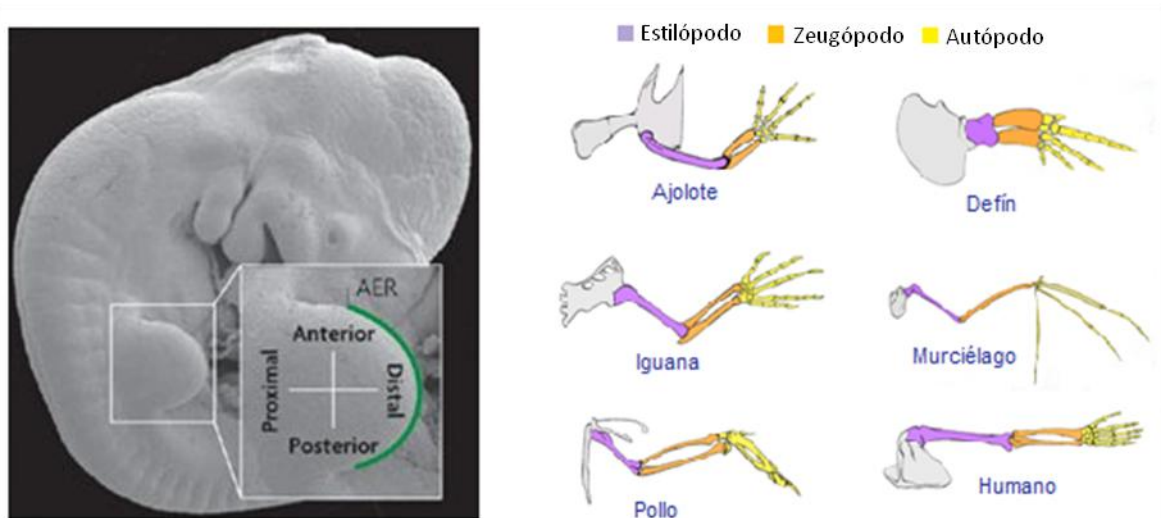 AER
Anterior
Proximal
Distal
Posterior
Estilópodo Zeugópodo Autópodo
Ajolote
Defín
Iguana
Murciélago
Pollo
Humano